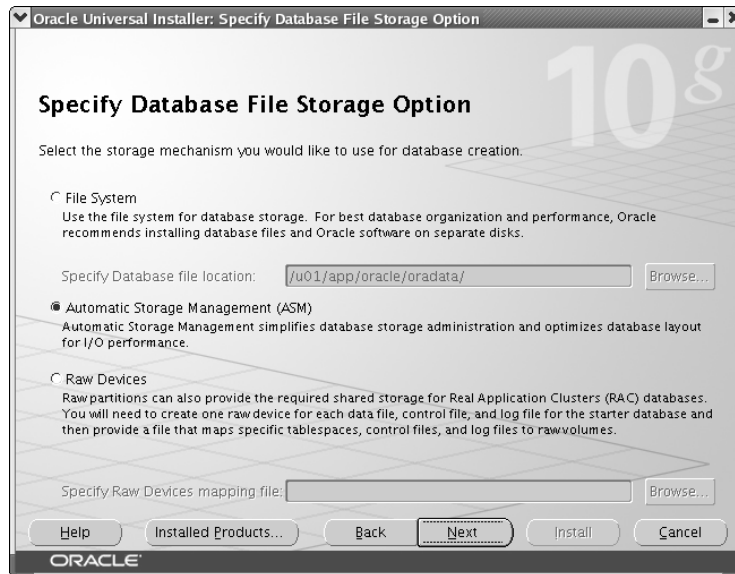 Oracle Universal Installer: Specify Database File Storage Option
10g
Specify Database File Storage Option
Select the storage mechanism you would like to use for database creation.
File System
Use the file system for database storage. For best database organization and performance, Oracle
recommends installing database files and Oracle software on separate disks.
Specify Database file location: /u01/app/oracle/oradata/ Browse...
Automatic Storage Management (ASM)
Automatic Storage Management simplifies database storage administration and optimizes database layout
for I/O performance.
Raw Devices
Raw partitions can also provide the required shared storage for Real Application Clusters (RAC) databases.
You will need to create one raw device for each data file, control file, and log file for the starter database and
then provide a file that maps specific tablespaces, control files, and log files to raw volumes.
Specify Raw Devices mapping file: Browse...
Help Installed Products... Back Next Install Cancel
ORACLE